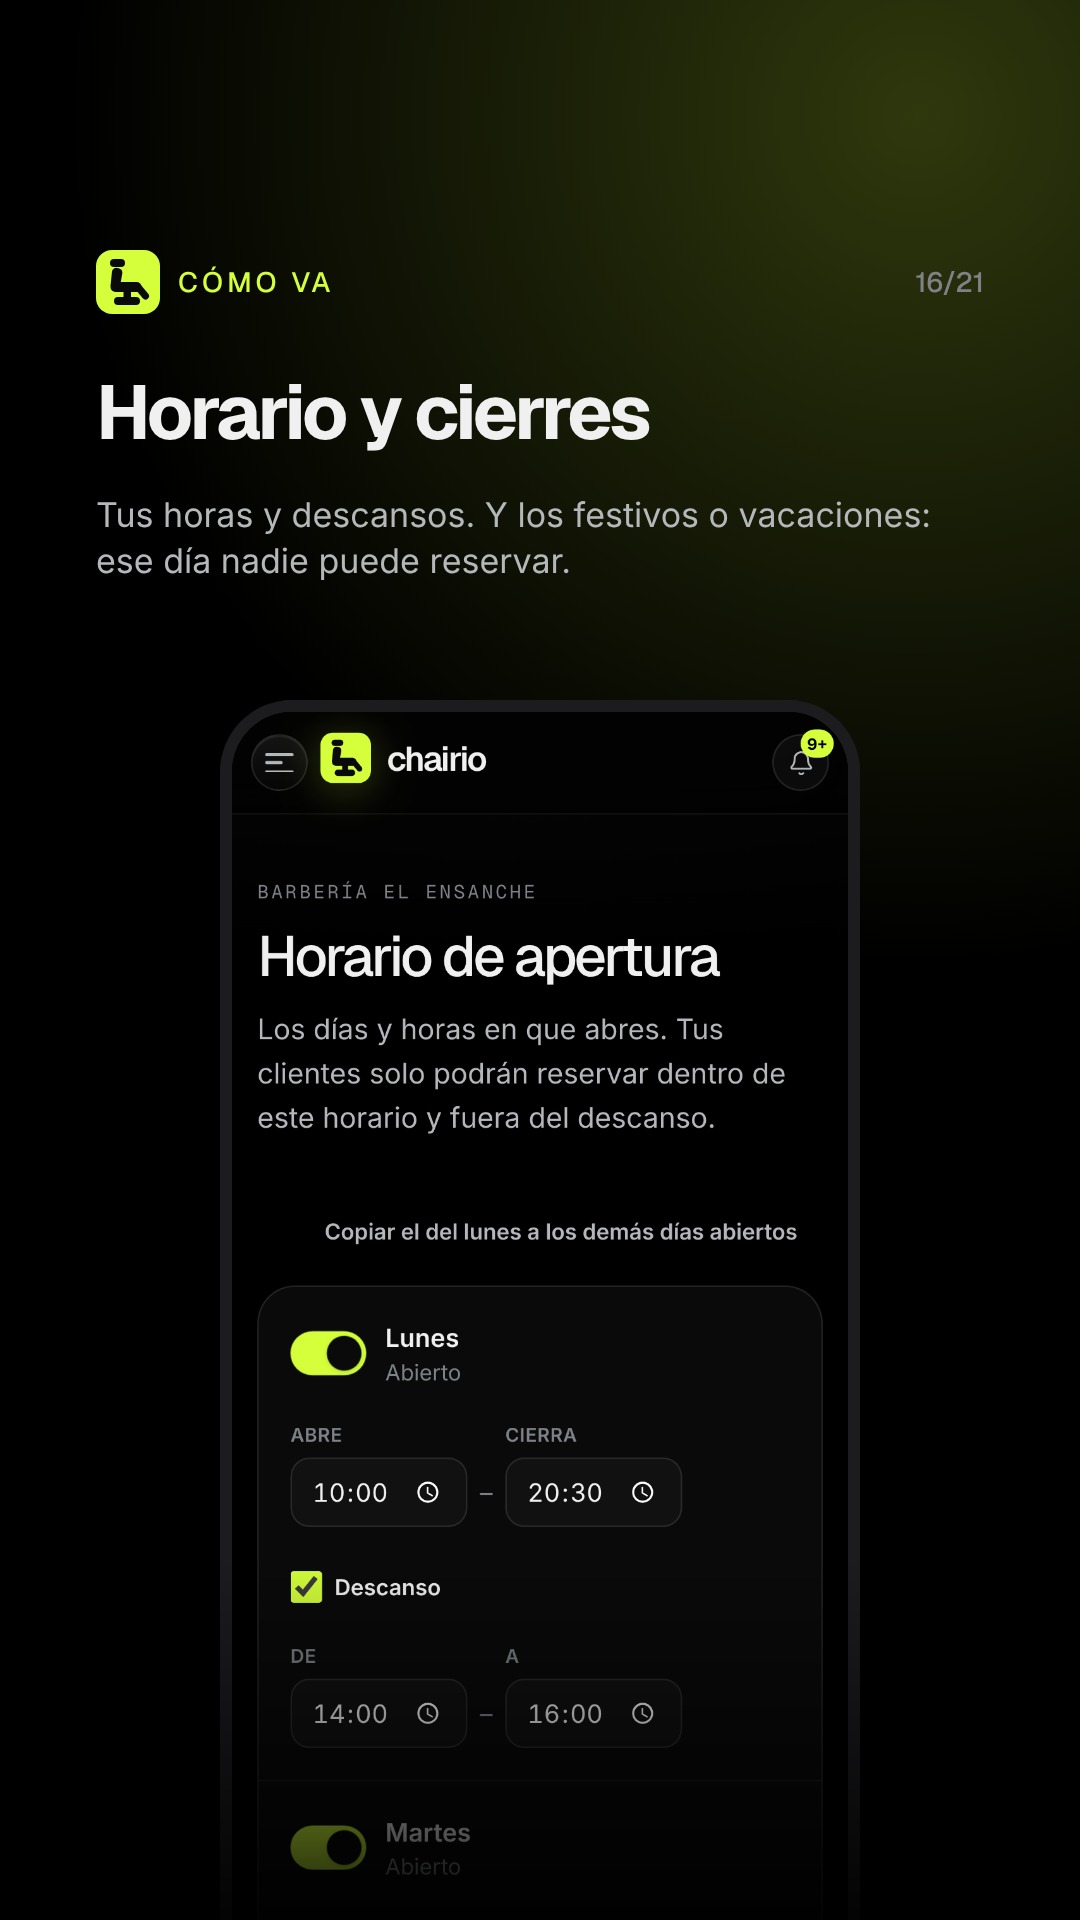 CÓMO VA
16/21
Horario y cierres
Tus horas y descansos. Y los festivos o vacaciones:
ese día nadie puede reservar.
chairio
9+
BARBERÍA EL ENSANCHE
Horario de apertura
Los días y horas en que abres. Tus
clientes solo podrán reservar dentro de
este horario y fuera del descanso.
Copiar el del lunes a los demás días abiertos
Lunes
Abierto
ABRE CIERRA
10:00 – 20:30
Descanso
DE A
14:00 – 16:00
Martes
Abierto